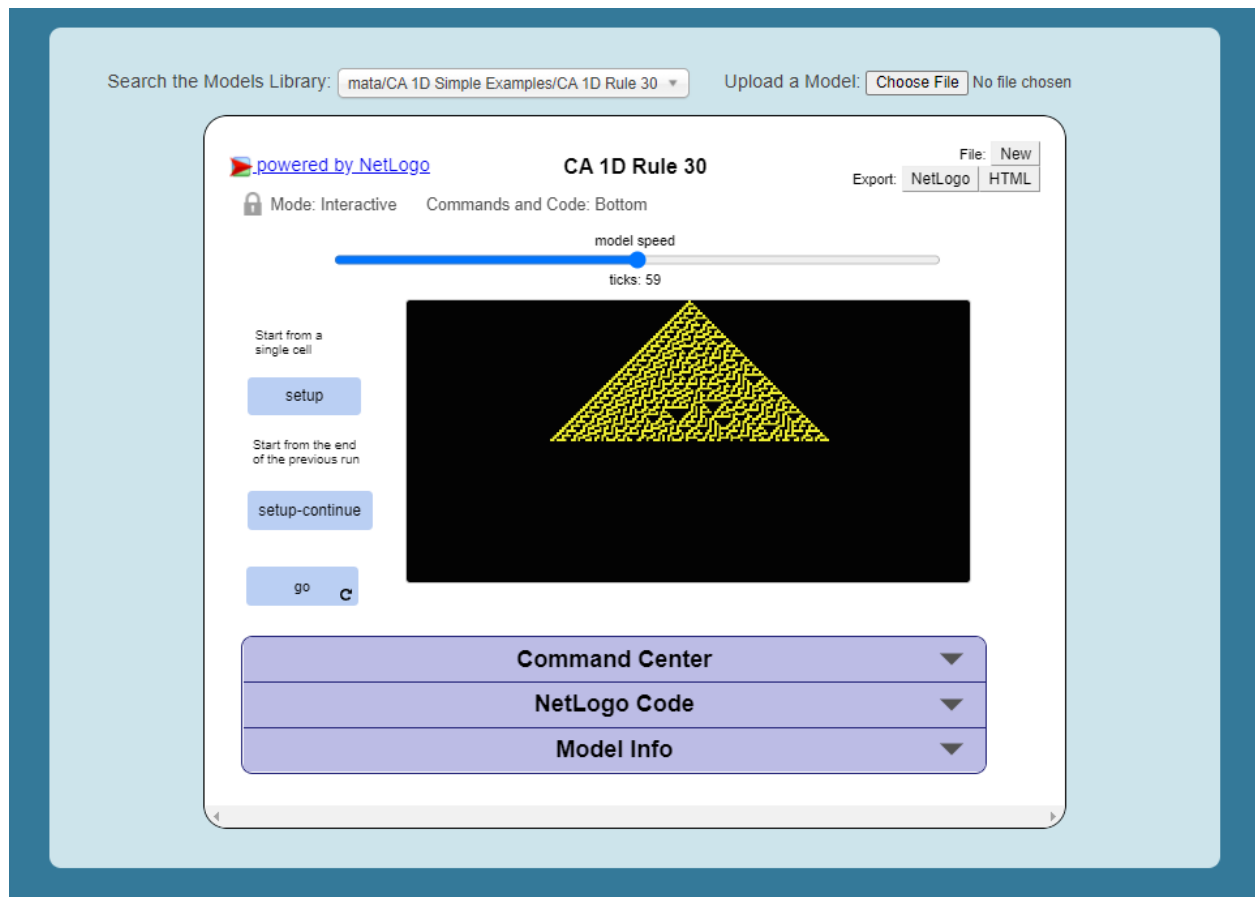 Search the Models Library: mata/CA 1D Simple Examples/CA 1D Rule 30 Upload a Model: Choose File No file chosen
powered by NetLogo CA 1D Rule 30 File: New
Export: NetLogo HTML
Mode: Interactive Commands and Code: Bottom
model speed
ticks: 59
Start from a
single cell
setup
Start from the end
of the previous run
setup-continue
go
Command Center
NetLogo Code
Model Info